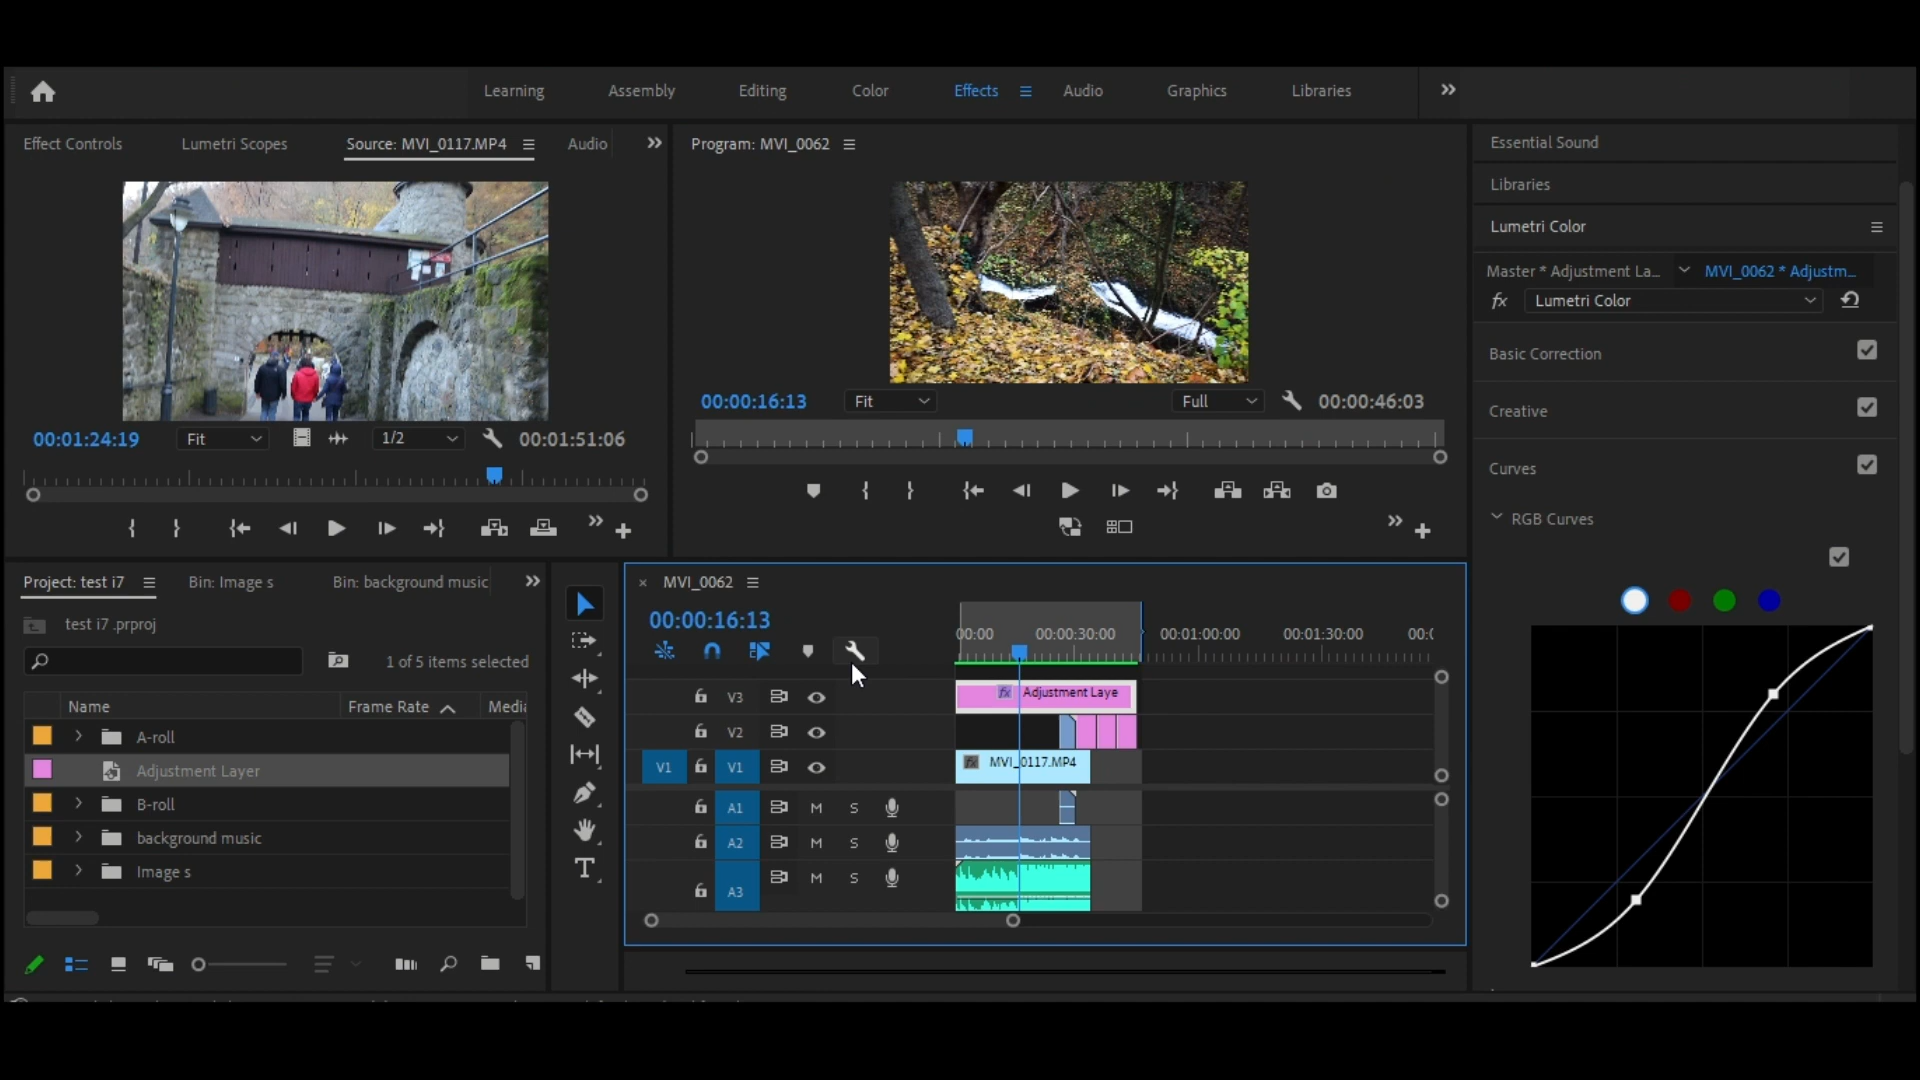 Learning Assembly Editing Color Effects Audio Graphics Libraries
Effect Controls Lumetri Scopes Source: MVI_0117.MP4 Audio
Program: MVI_0062
Essential Sound
Libraries
Lumetri Color
Master * Adjustment La... MVI_0062 * Adjustm...
fx Lumetri Color
Basic Correction
Creative
Curves
RGB Curves
00:01:24:19 Fit 1/2 00:01:51:06
00:00:16:13 Fit Full 00:00:46:03
Project: test i7 Bin: Image s Bin: background music
test i7 .prproj
1 of 5 items selected
Name Frame Rate Media
A-roll
Adjustment Layer
B-roll
background music
Image s
× MVI_0062
00:00:16:13
00:00 00:00:30:00 00:01:00:00 00:01:30:00 00:0
V3 fx Adjustment Laye
V2
V1 V1 fx MVI_0117.MP4
A1 M S
A2 M S
A3 M S